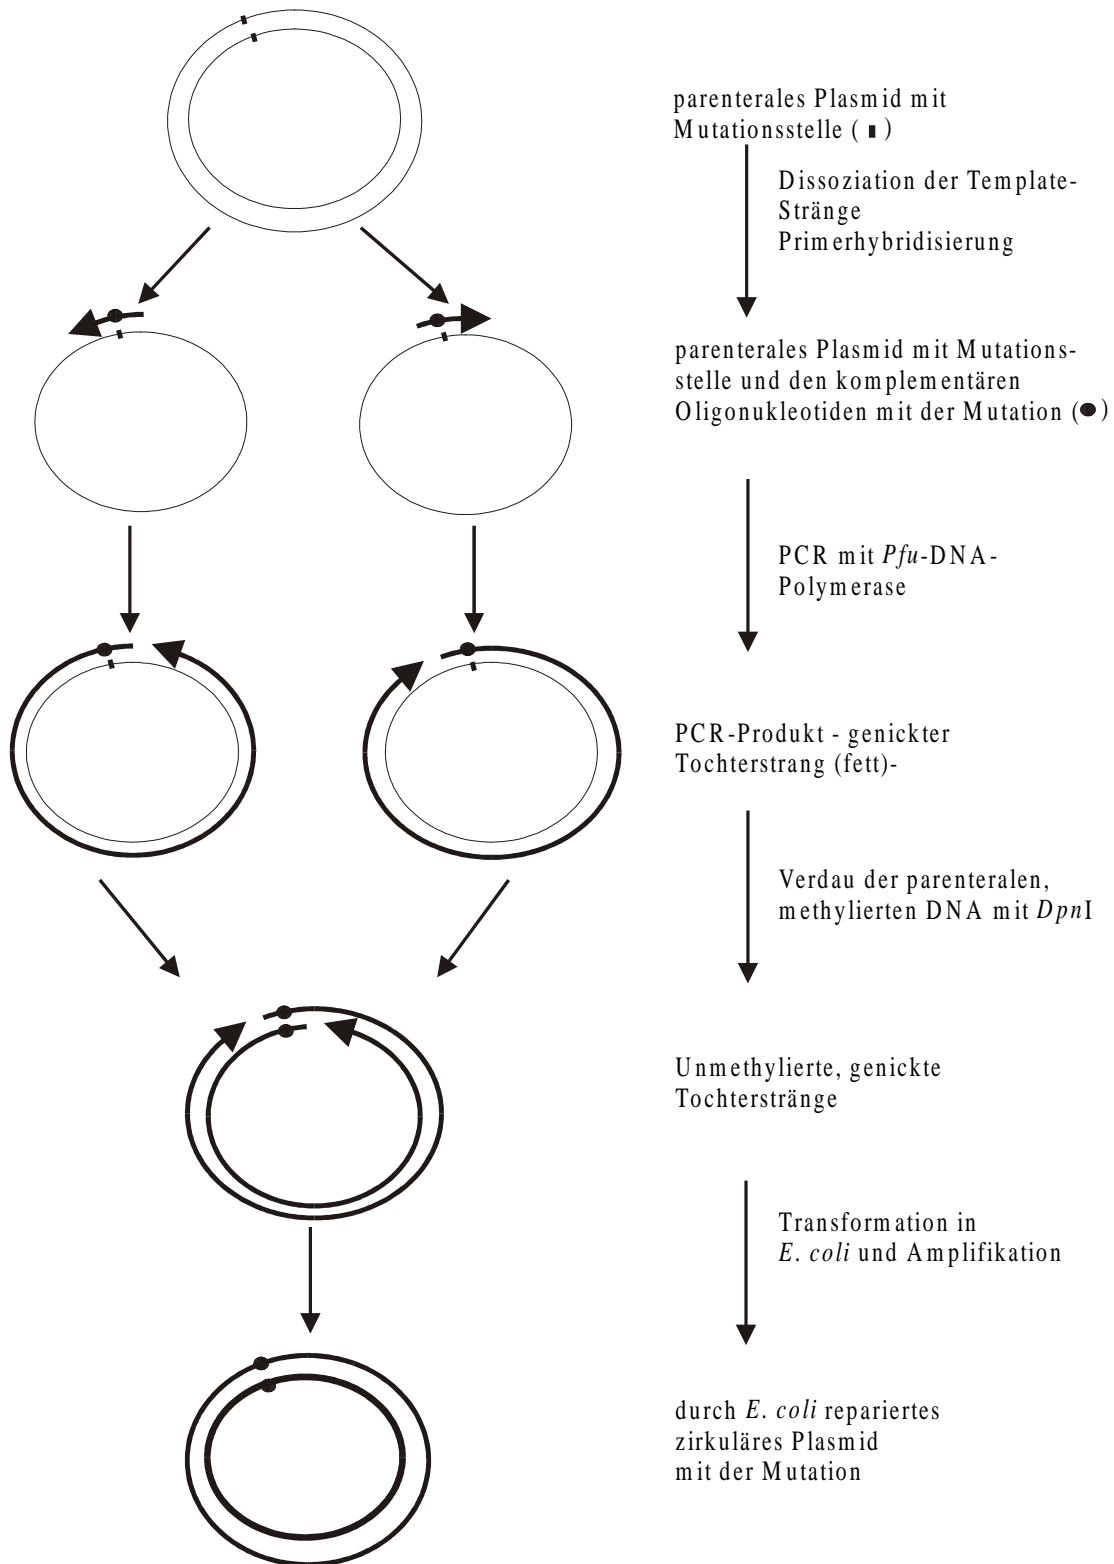 parenterales Plasmid mit
Mutationsstelle (▮)
Dissoziation der Template-
Stränge
Primerhybridisierung
parenterales Plasmid mit Mutations-
stelle und den komplementären
Oligonukleotiden mit der Mutation (●)
PCR mit Pfu-DNA-
Polymerase
PCR-Produkt - genickter
Tochterstrang (fett)-
Verdau der parenteralen,
methylierten DNA mit DpnI
Unmethylierte, genickte
Tochterstränge
Transformation in
E. coli und Amplifikation
durch E. coli repariertes
zirkuläres Plasmid
mit der Mutation